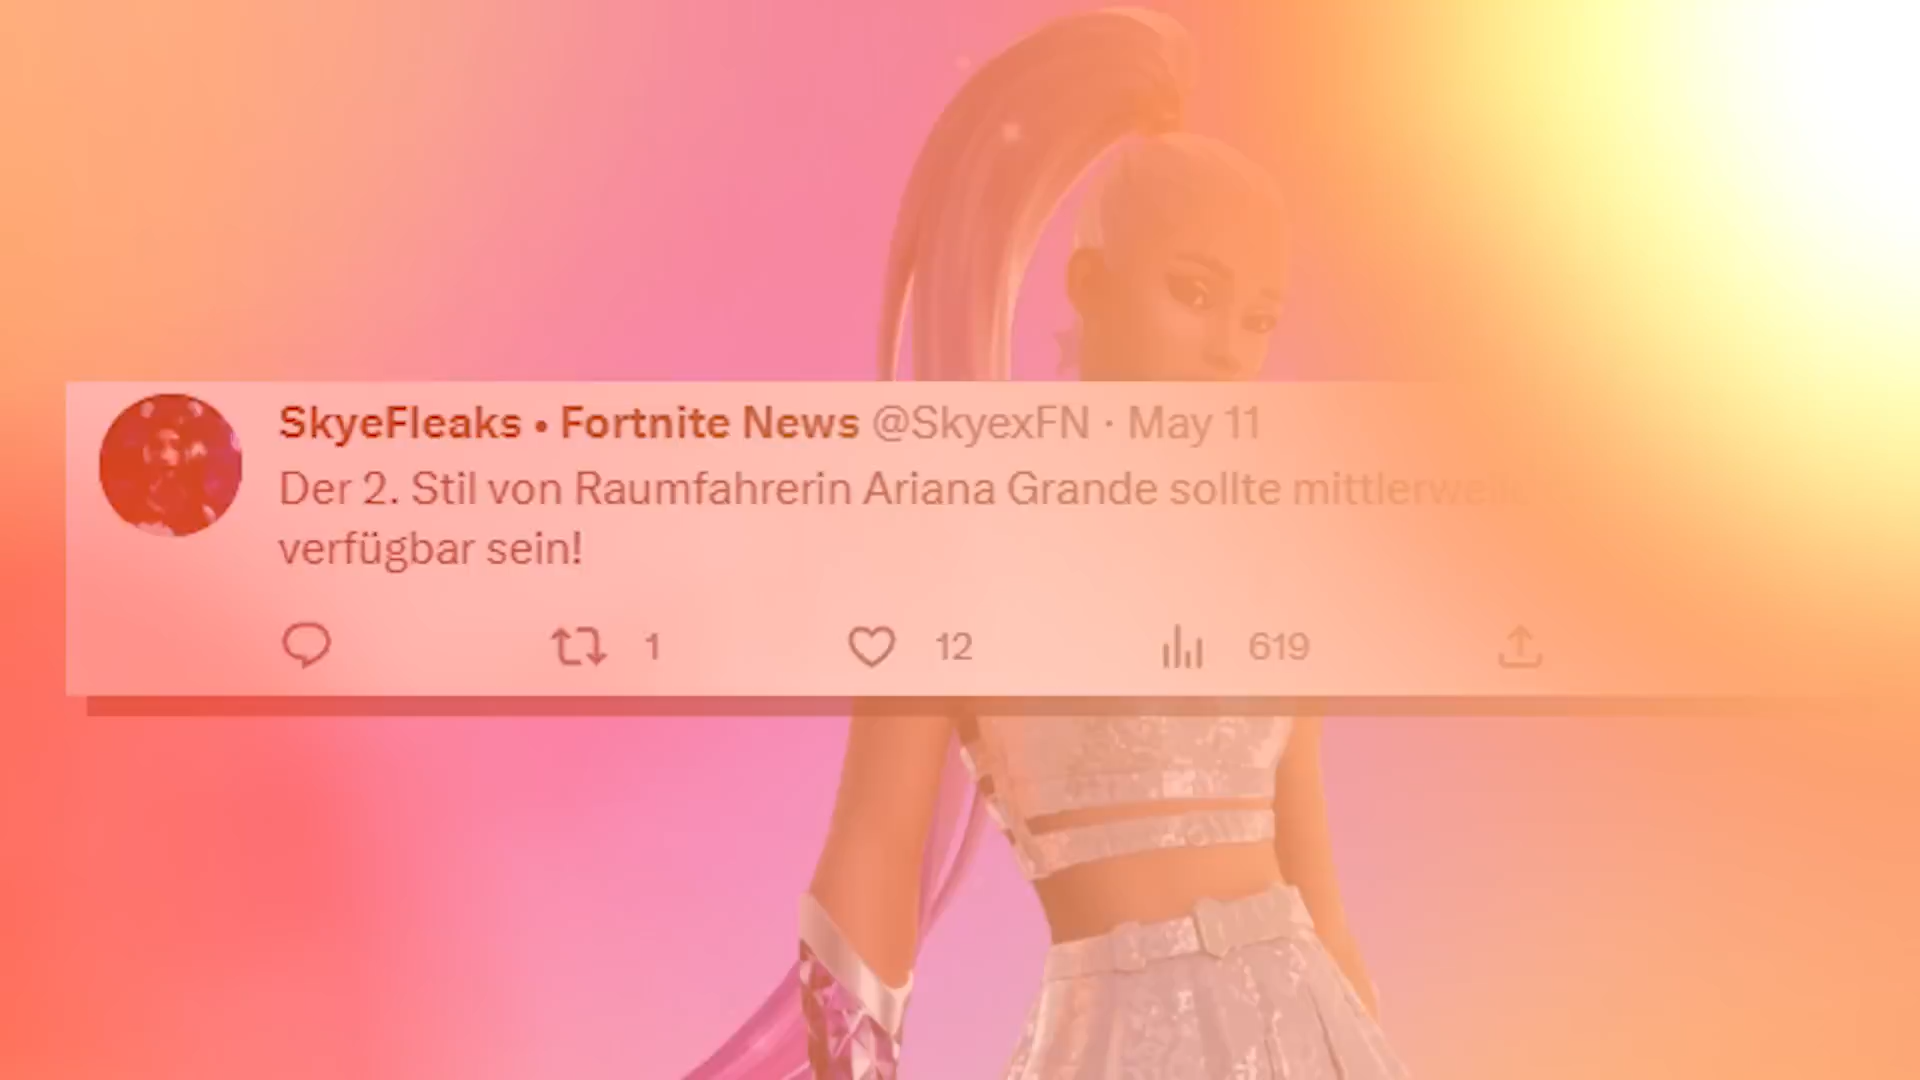 SkyeFleaks • Fortnite News @SkyexFN · May 11
Der 2. Stil von Raumfahrerin Ariana Grande sollte mittlerweile
verfügbar sein!
1 12 619